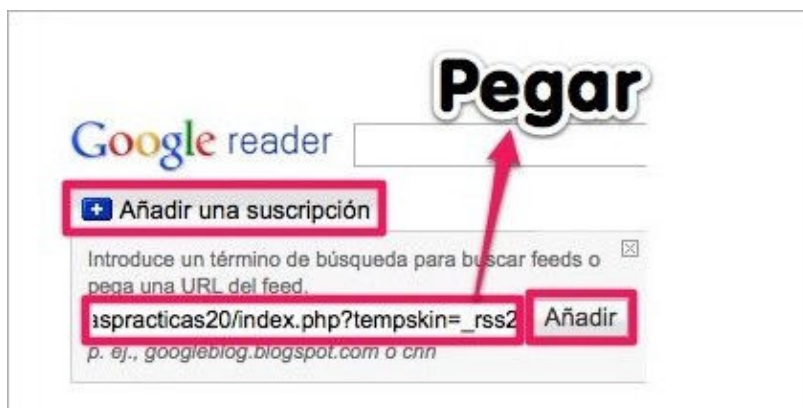 Pegar
Google reader
Añadir una suscripción
Introduce un término de búsqueda para buscar feeds o
pega una URL del feed.
aspracticas20/index.php?tempskin=_rss2 Añadir
p. ej., googleblog.blogspot.com o cnn